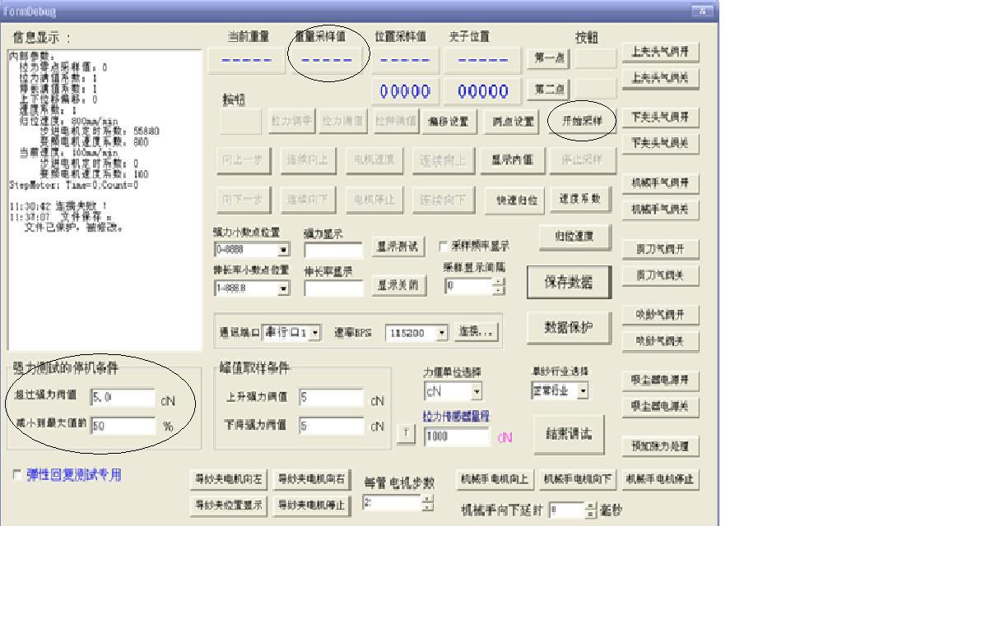 FormDebug
信息显示 :
内部参数:
拉力零点采样值: 0
拉力满值系数: 1
伸长满值系数: 1
上下位移偏移: 0
速度系数: 1
归位速度: 800mm/min
步进电机定时系数: 55880
变频电机速度系数: 800
当前速度: 100mm/min
步进电机定时系数: 0
变频电机速度系数: 100
StepMotor: Time=0;Count=0
11:30:42 连接失败 !
11:37:07 文件保存 =
文件已保护，被修改。
当前重量 重量采样值 位置采样值 夹子位置 按钮
----- ----- ----- ----- 第一点
00000 00000 第二点
按钮
拉力调零 拉力满值 拉伸满值 偏移设置 两点设置 开始采样
向上一步 连续向上 电机速度 连续向上 显示内值 停止采样
向下一步 连续向下 电机停止 连续向下 快速归位 速度系数
归位速度
强力小数点位置 强力显示
0-8888 显示测试 采样频率显示
伸长率小数点位置 伸长率显示 采样显示间隔
1-888.8 显示关闭 0
保存数据
数据保护
通讯端口 串行口1 速率BPS 115200 连接...
上夹头气阀开
上夹头气阀关
下夹头气阀开
下夹头气阀关
机械手气阀开
机械手气阀关
剪刀气阀开
剪刀气阀关
吹纱气阀开
吹纱气阀关
吸尘器电源开
吸尘器电源关
预加张力处理
强力测试的停机条件
超过强力阀值 5.0 cN
减小到最大值的 50 %
峰值取样条件
上升强力阀值 5 cN
下降强力阀值 5 cN
T
力值单位选择
cN
拉力传感器量程
1000 cN
单纱行业选择
正常行业
结束调试
弹性回复测试专用
导纱夹电机向左 导纱夹电机向右
导纱夹位置显示 导纱夹电机停止
每管电机步数
2
机械手电机向上 机械手电机向下 机械手电机停止
机械手向下延时 8 毫秒